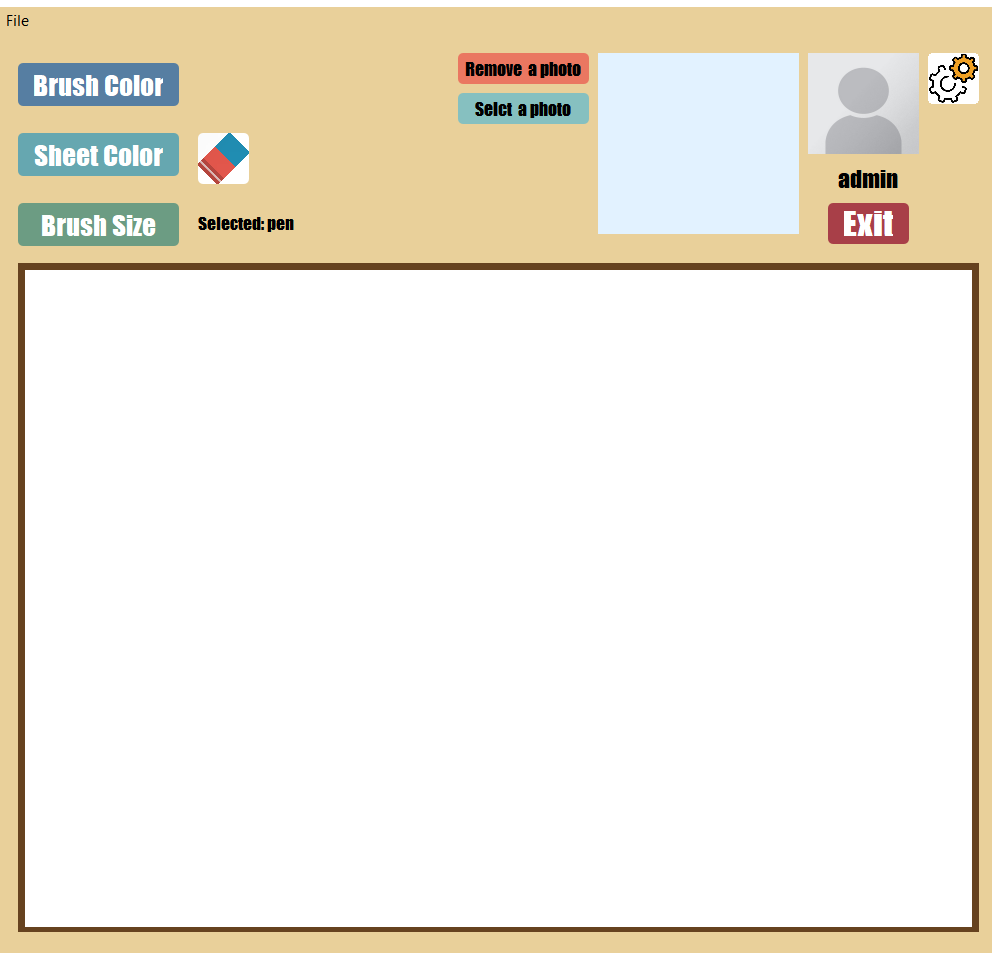 File
Brush Color
Remove a photo
Selct a photo
Sheet Color
admin
Brush Size
Selected: pen
Exit